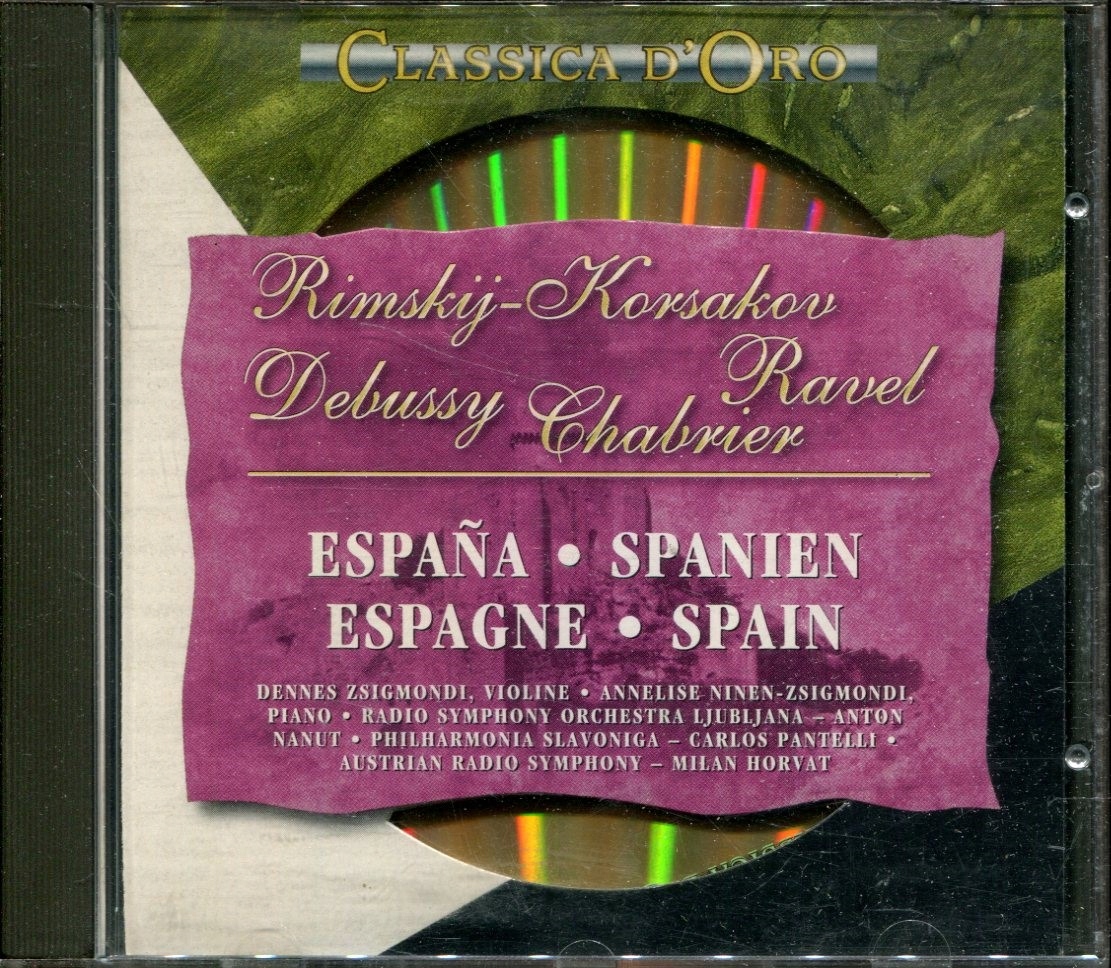 CLASSICA D'ORO
Rimskij-Korsakov
Ravel
Debussy
Chabrier
ESPAÑA • SPANIEN
ESPAGNE • SPAIN
DENNES ZSIGMONDI, VIOLINE • ANNELISE NINEN-ZSIGMONDI,
PIANO • RADIO SYMPHONY ORCHESTRA LJUBLJANA – ANTON
NANUT • PHILHARMONIA SLAVONIGA – CARLOS PANTELLI •
AUSTRIAN RADIO SYMPHONY – MILAN HORVAT